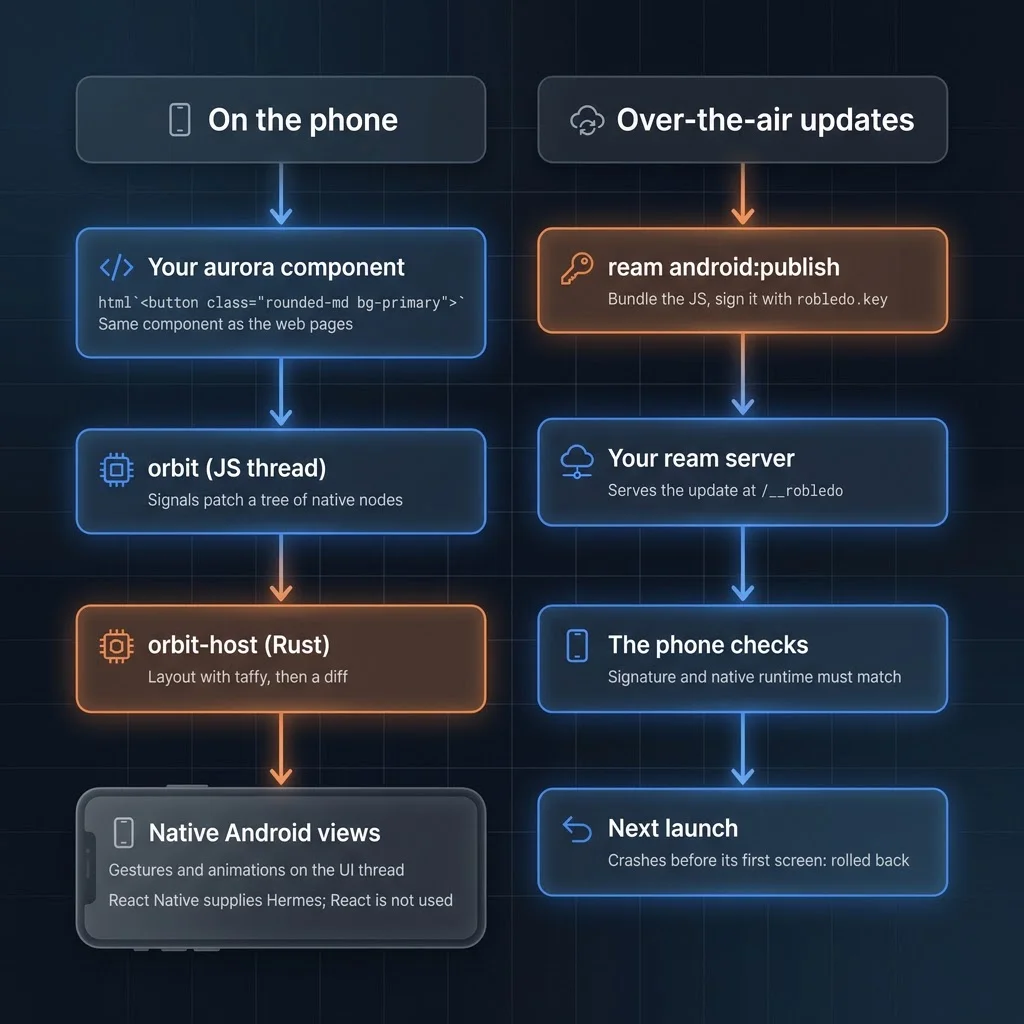 On the phone
Your aurora component
html`<button class="rounded-md bg-primary">`
Same component as the web pages
orbit (JS thread)
Signals patch a tree of native nodes
orbit-host (Rust)
Layout with taffy, then a diff
Native Android views
Gestures and animations on the UI thread
React Native supplies Hermes; React is not used
Over-the-air updates
ream android:publish
Bundle the JS, sign it with robledo.key
Your ream server
Serves the update at /__robledo
The phone checks
Signature and native runtime must match
Next launch
Crashes before its first screen: rolled back